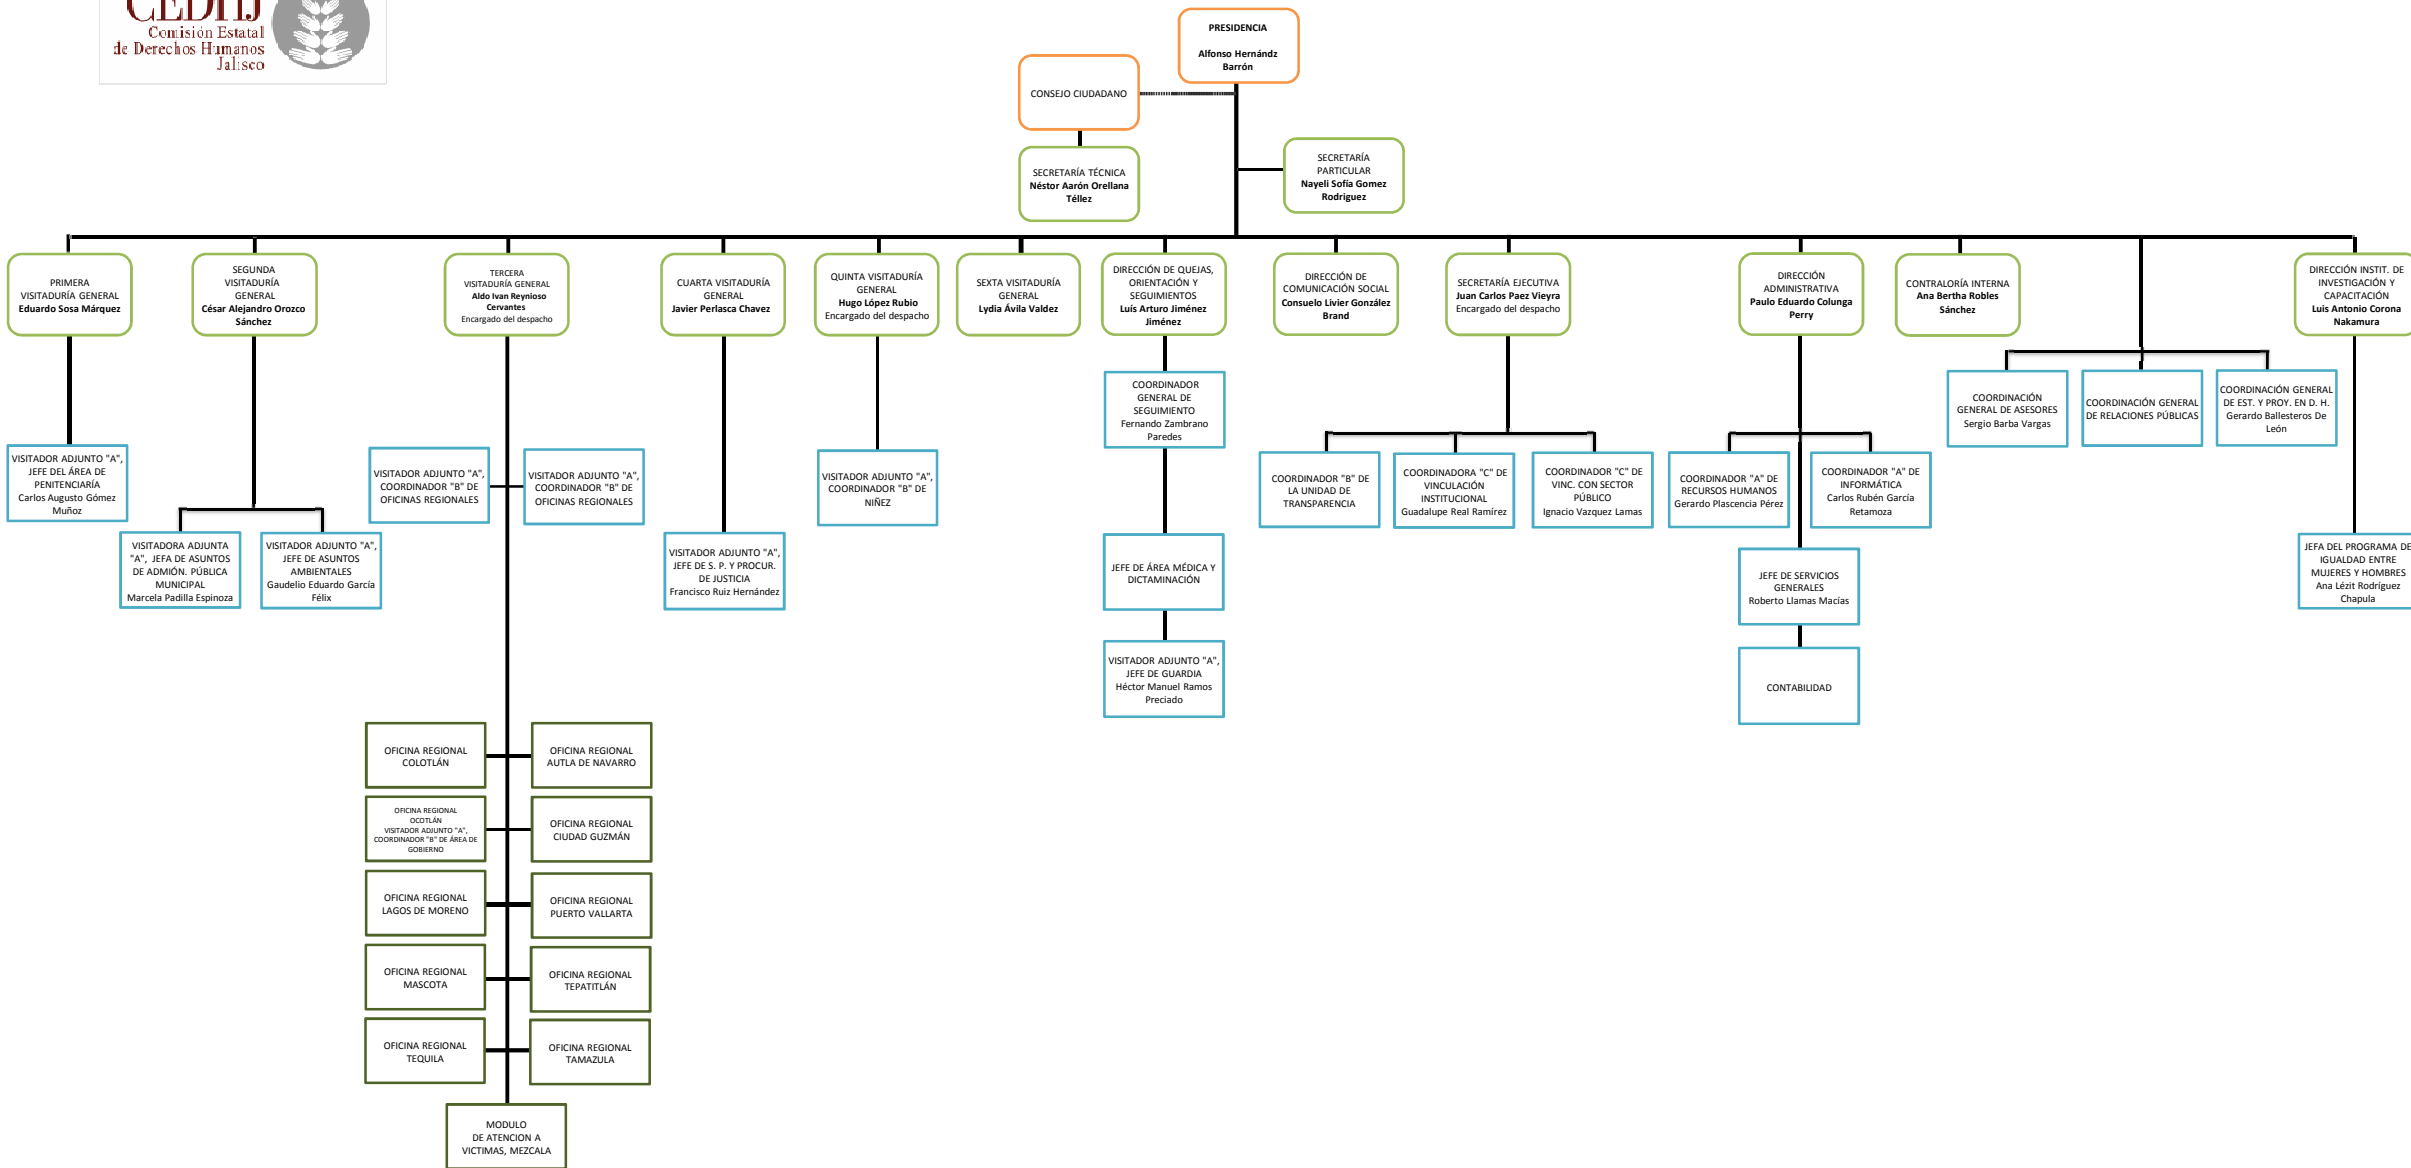 CEDHJ
Comisión Estatal
de Derechos Humanos
Jalisco
PRESIDENCIA
Alfonso Hernándz
Barrón
CONSEJO CIUDADANO
SECRETARÍA TÉCNICA
Néstor Aarón Orellana
Téllez
SECRETARÍA
PARTICULAR
Nayeli Sofía Gomez
Rodriguez
PRIMERA
VISITADURÍA GENERAL
Eduardo Sosa Márquez
SEGUNDA
VISITADURÍA
GENERAL
César Alejandro Orozco
Sánchez
TERCERA
VISITADURÍA GENERAL
Aldo Ivan Reynioso
Cervantes
Encargado del despacho
CUARTA VISITADURÍA
GENERAL
Javier Perlasca Chavez
QUINTA VISITADURÍA
GENERAL
Hugo López Rubio
Encargado del despacho
SEXTA VISITADURÍA
GENERAL
Lydia Ávila Valdez
DIRECCIÓN DE QUEJAS,
ORIENTACIÓN Y
SEGUIMIENTOS
Luis Arturo Jiménez
Jiménez
DIRECCIÓN DE
COMUNICACIÓN SOCIAL
Consuelo Livier González
Brand
SECRETARÍA EJECUTIVA
Juan Carlos Paez Vieyra
Encargado del despacho
DIRECCIÓN
ADMINISTRATIVA
Paulo Eduardo Colunga
Perry
CONTRALORÍA INTERNA
Ana Bertha Robles
Sánchez
DIRECCIÓN INSTIT. DE
INVESTIGACIÓN Y
CAPACITACIÓN
Luis Antonio Corona
Nakamura
VISITADOR ADJUNTO "A",
JEFE DEL ÁREA DE
PENITENCIARÍA
Carlos Augusto Gómez
Muñoz
VISITADORA ADJUNTA
"A", JEFA DE ASUNTOS
DE ADMIÓN. PÚBLICA
MUNICIPAL
Marcela Padilla Espinoza
VISITADOR ADJUNTO "A",
JEFE DE ASUNTOS
AMBIENTALES
Gaudelio Eduardo García
Félix
VISITADOR ADJUNTO "A",
COORDINADOR "B" DE
OFICINAS REGIONALES
VISITADOR ADJUNTO "A",
COORDINADOR "B" DE
OFICINAS REGIONALES
VISITADOR ADJUNTO "A",
JEFE DE S. P. Y PROCUR.
DE JUSTICIA
Francisco Ruiz Hernández
VISITADOR ADJUNTO "A",
COORDINADOR "B" DE
NIÑEZ
COORDINADOR
GENERAL DE
SEGUIMIENTO
Fernando Zambrano
Paredes
JEFE DE ÁREA MÉDICA Y
DICTAMINACIÓN
VISITADOR ADJUNTO "A",
JEFE DE GUARDIA
Héctor Manuel Ramos
Preciado
COORDINADOR "B" DE
LA UNIDAD DE
TRANSPARENCIA
COORDINADORA "C" DE
VINCULACIÓN
INSTITUCIONAL
Guadalupe Real Ramírez
COORDINADOR "C" DE
VINC. CON SECTOR
PÚBLICO
Ignacio Vazquez Lamas
COORDINADOR "A" DE
RECURSOS HUMANOS
Gerardo Plascencia Pérez
COORDINADOR "A" DE
INFORMÁTICA
Carlos Rubén García
Retamoza
JEFE DE SERVICIOS
GENERALES
Roberto Llamas Macías
CONTABILIDAD
COORDINACIÓN
GENERAL DE ASESORES
Sergio Barba Vargas
COORDINACIÓN GENERAL
DE RELACIONES PÚBLICAS
COORDINACIÓN GENERAL
DE EST. Y PROY. EN D. H.
Gerardo Ballesteros De
León
JEFA DEL PROGRAMA DE
IGUALDAD ENTRE
MUJERES Y HOMBRES
Ana Lézit Rodríguez
Chapula
OFICINA REGIONAL
COLOTLÁN
OFICINA REGIONAL
AUTLA DE NAVARRO
OFICINA REGIONAL
OCOTLÁN
VISITADOR ADJUNTO "A",
COORDINADOR "B" DE ÁREA DE
GOBIERNO
OFICINA REGIONAL
CIUDAD GUZMÁN
OFICINA REGIONAL
LAGOS DE MORENO
OFICINA REGIONAL
PUERTO VALLARTA
OFICINA REGIONAL
MASCOTA
OFICINA REGIONAL
TEPATITLÁN
OFICINA REGIONAL
TEQUILA
OFICINA REGIONAL
TAMAZULA
MODULO
DE ATENCION A
VICTIMAS, MEZCALA